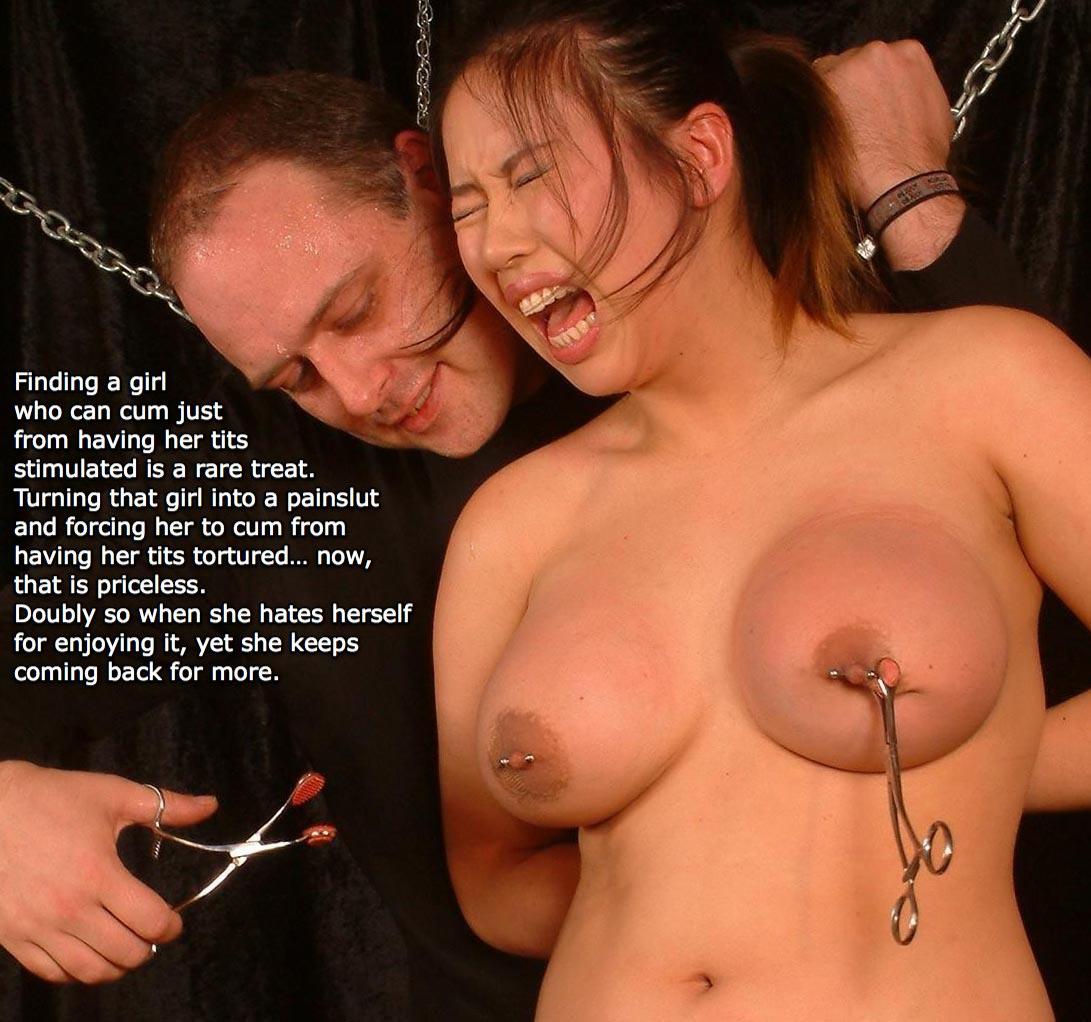 Finding a girl
who can cum just
from having her tits
stimulated is a rare treat.
Turning that girl into a painslut
and forcing her to cum from
having her tits tortured... now,
that is priceless.
Doubly so when she hates herself
for enjoying it, yet she keeps
coming back for more.